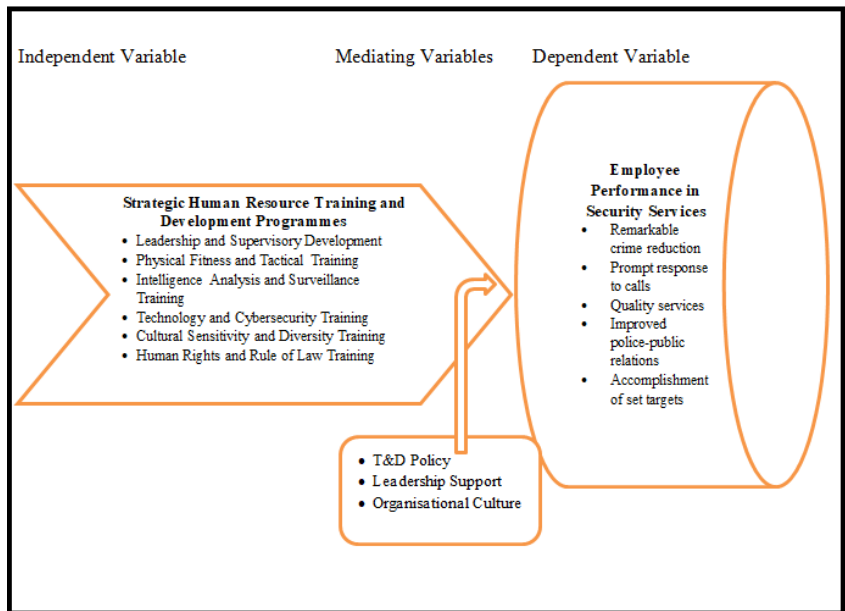 Independent Variable
Mediating Variables
Dependent Variable
Strategic Human Resource Training and
Development Programmes
• Leadership and Supervisory Development
• Physical Fitness and Tactical Training
• Intelligence Analysis and Surveillance
Training
• Technology and Cybersecurity Training
• Cultural Sensitivity and Diversity Training
• Human Rights and Rule of Law Training
• T&D Policy
• Leadership Support
• Organisational Culture
Employee
Performance in
Security Services
• Remarkable
crime reduction
• Prompt response
to calls
• Quality services
• Improved
police-public
relations
• Accomplishment
of set targets